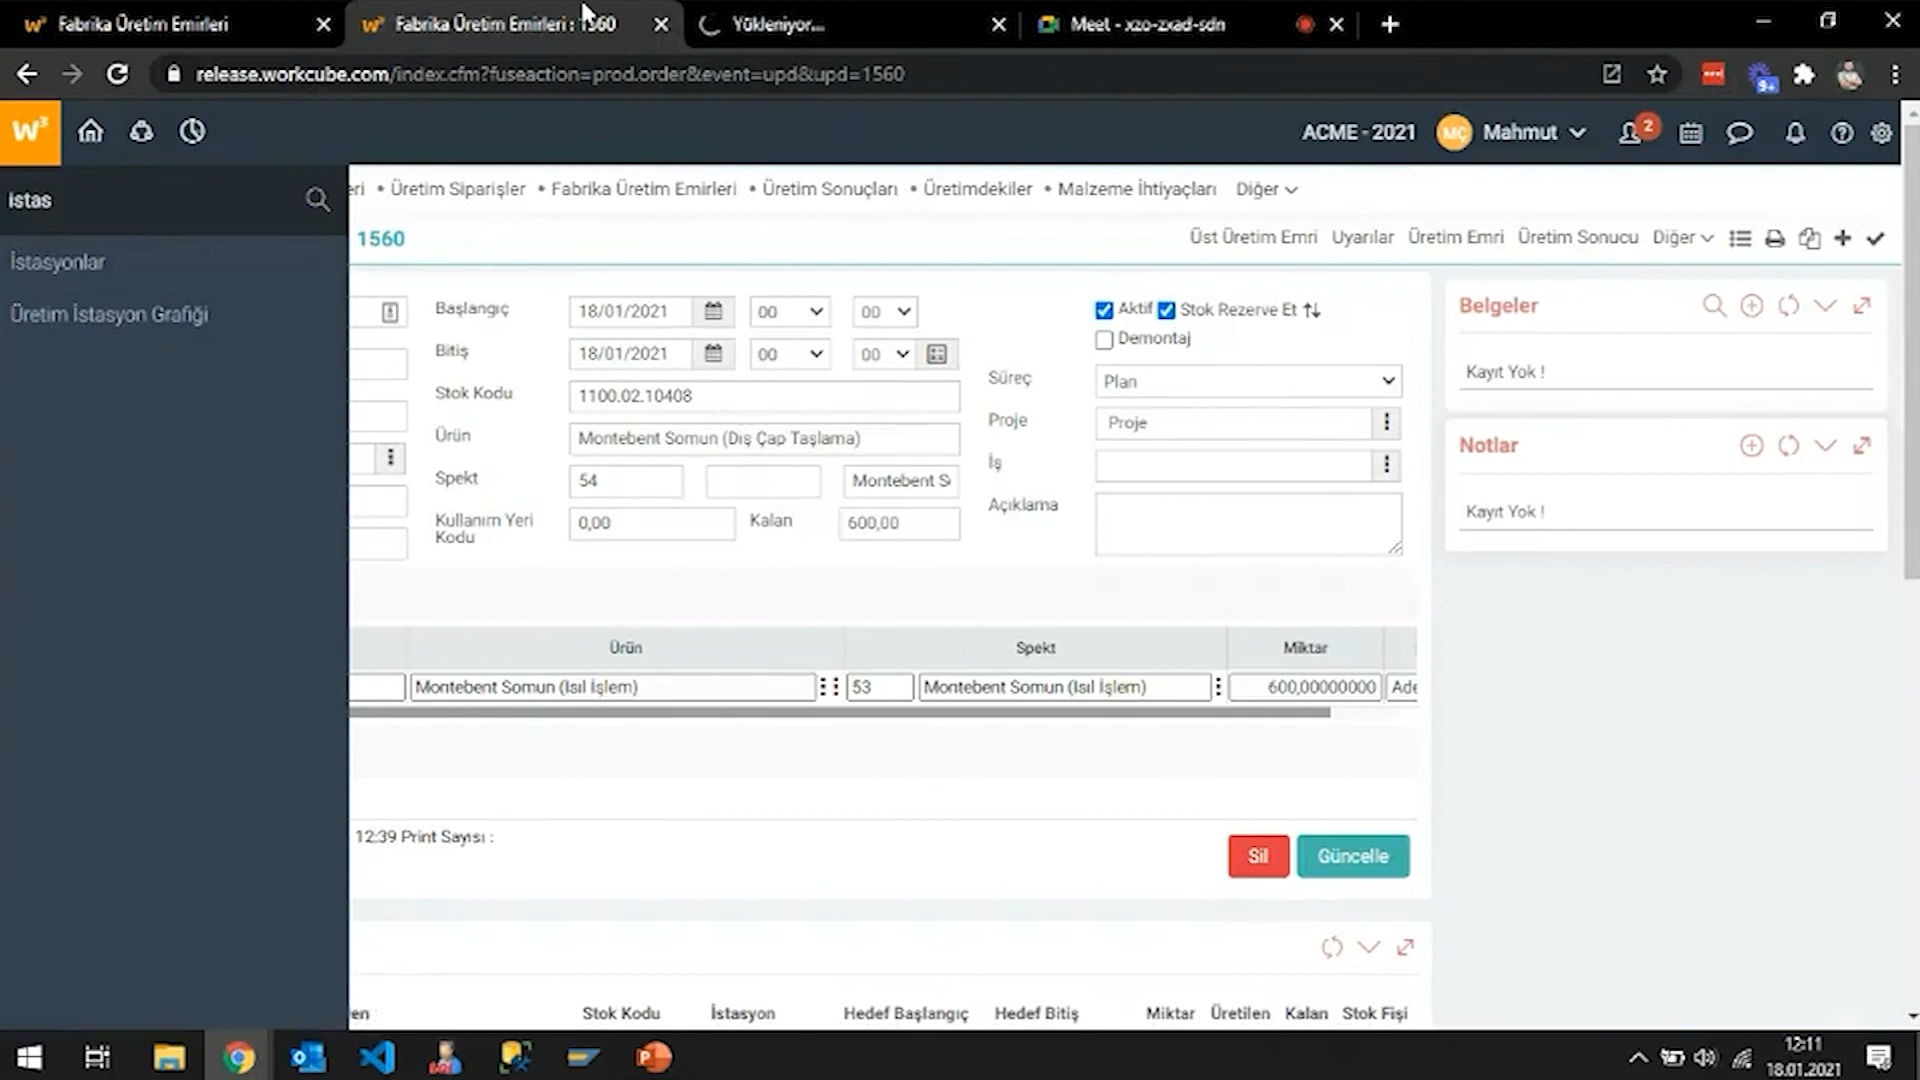 Fabrika Üretim Emirleri
Fabrika Üretim Emirleri : 1560
Yükleniyor...
Meet - xzo-zxad-sdn
release.workcube.com/index.cfm?fuseaction=prod.order&event=upd&upd=1560
9+
W³
ACME - 2021
MÇ
Mahmut
2
istas
eri • Üretim Siparişler • Fabrika Üretim Emirleri • Üretim Sonuçları • Üretimdekiler • Malzeme İhtiyaçları Diğer
İstasyonlar
Üretim İstasyon Grafiği
1560
Üst Üretim Emri Uyarılar Üretim Emri Üretim Sonucu Diğer
Başlangıç 18/01/2021 00 00
Bitiş 18/01/2021 00 00
Stok Kodu 1100.02.10408
Ürün Montebent Somun (Dış Çap Taşlama)
Spekt 54 Montebent S
Kullanım Yeri Kodu 0,00 Kalan 600,00
Aktif Stok Rezerve Et
Demontaj
Süreç Plan
Proje Proje
İş
Açıklama
Belgeler
Kayıt Yok !
Notlar
Kayıt Yok !
Ürün Spekt Miktar
Montebent Somun (Isıl İşlem) 53 Montebent Somun (Isıl İşlem) 600,00000000 Ade
12:39 Print Sayısı :
Sil Güncelle
en Stok Kodu İstasyon Hedef Başlangıç Hedef Bitiş Miktar Üretilen Kalan Stok Fişi
12:11
18.01.2021